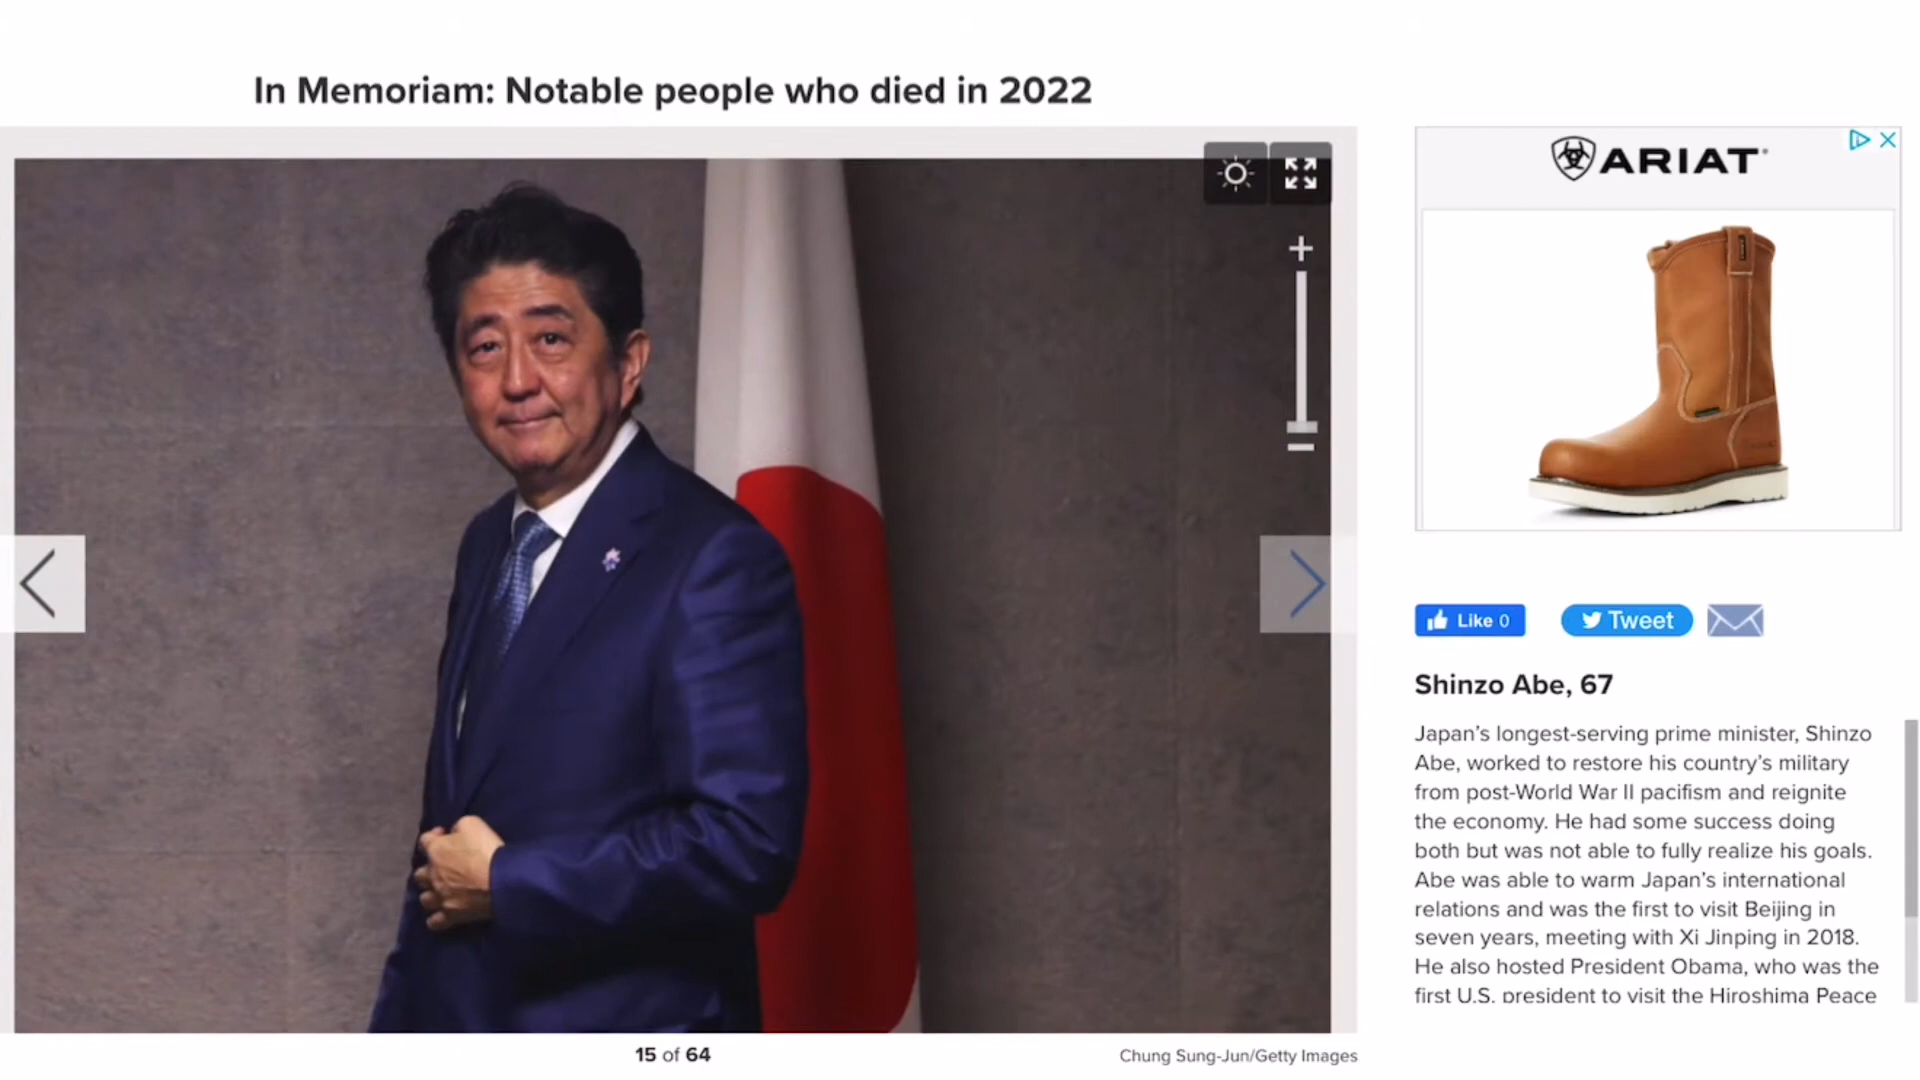 In Memoriam: Notable people who died in 2022
ARIAT
Like 0
Tweet
Shinzo Abe, 67
Japan's longest-serving prime minister, Shinzo
Abe, worked to restore his country's military
from post-World War II pacifism and reignite
the economy. He had some success doing
both but was not able to fully realize his goals.
Abe was able to warm Japan's international
relations and was the first to visit Beijing in
seven years, meeting with Xi Jinping in 2018.
He also hosted President Obama, who was the
first U.S. president to visit the Hiroshima Peace
15 of 64
Chung Sung-Jun/Getty Images